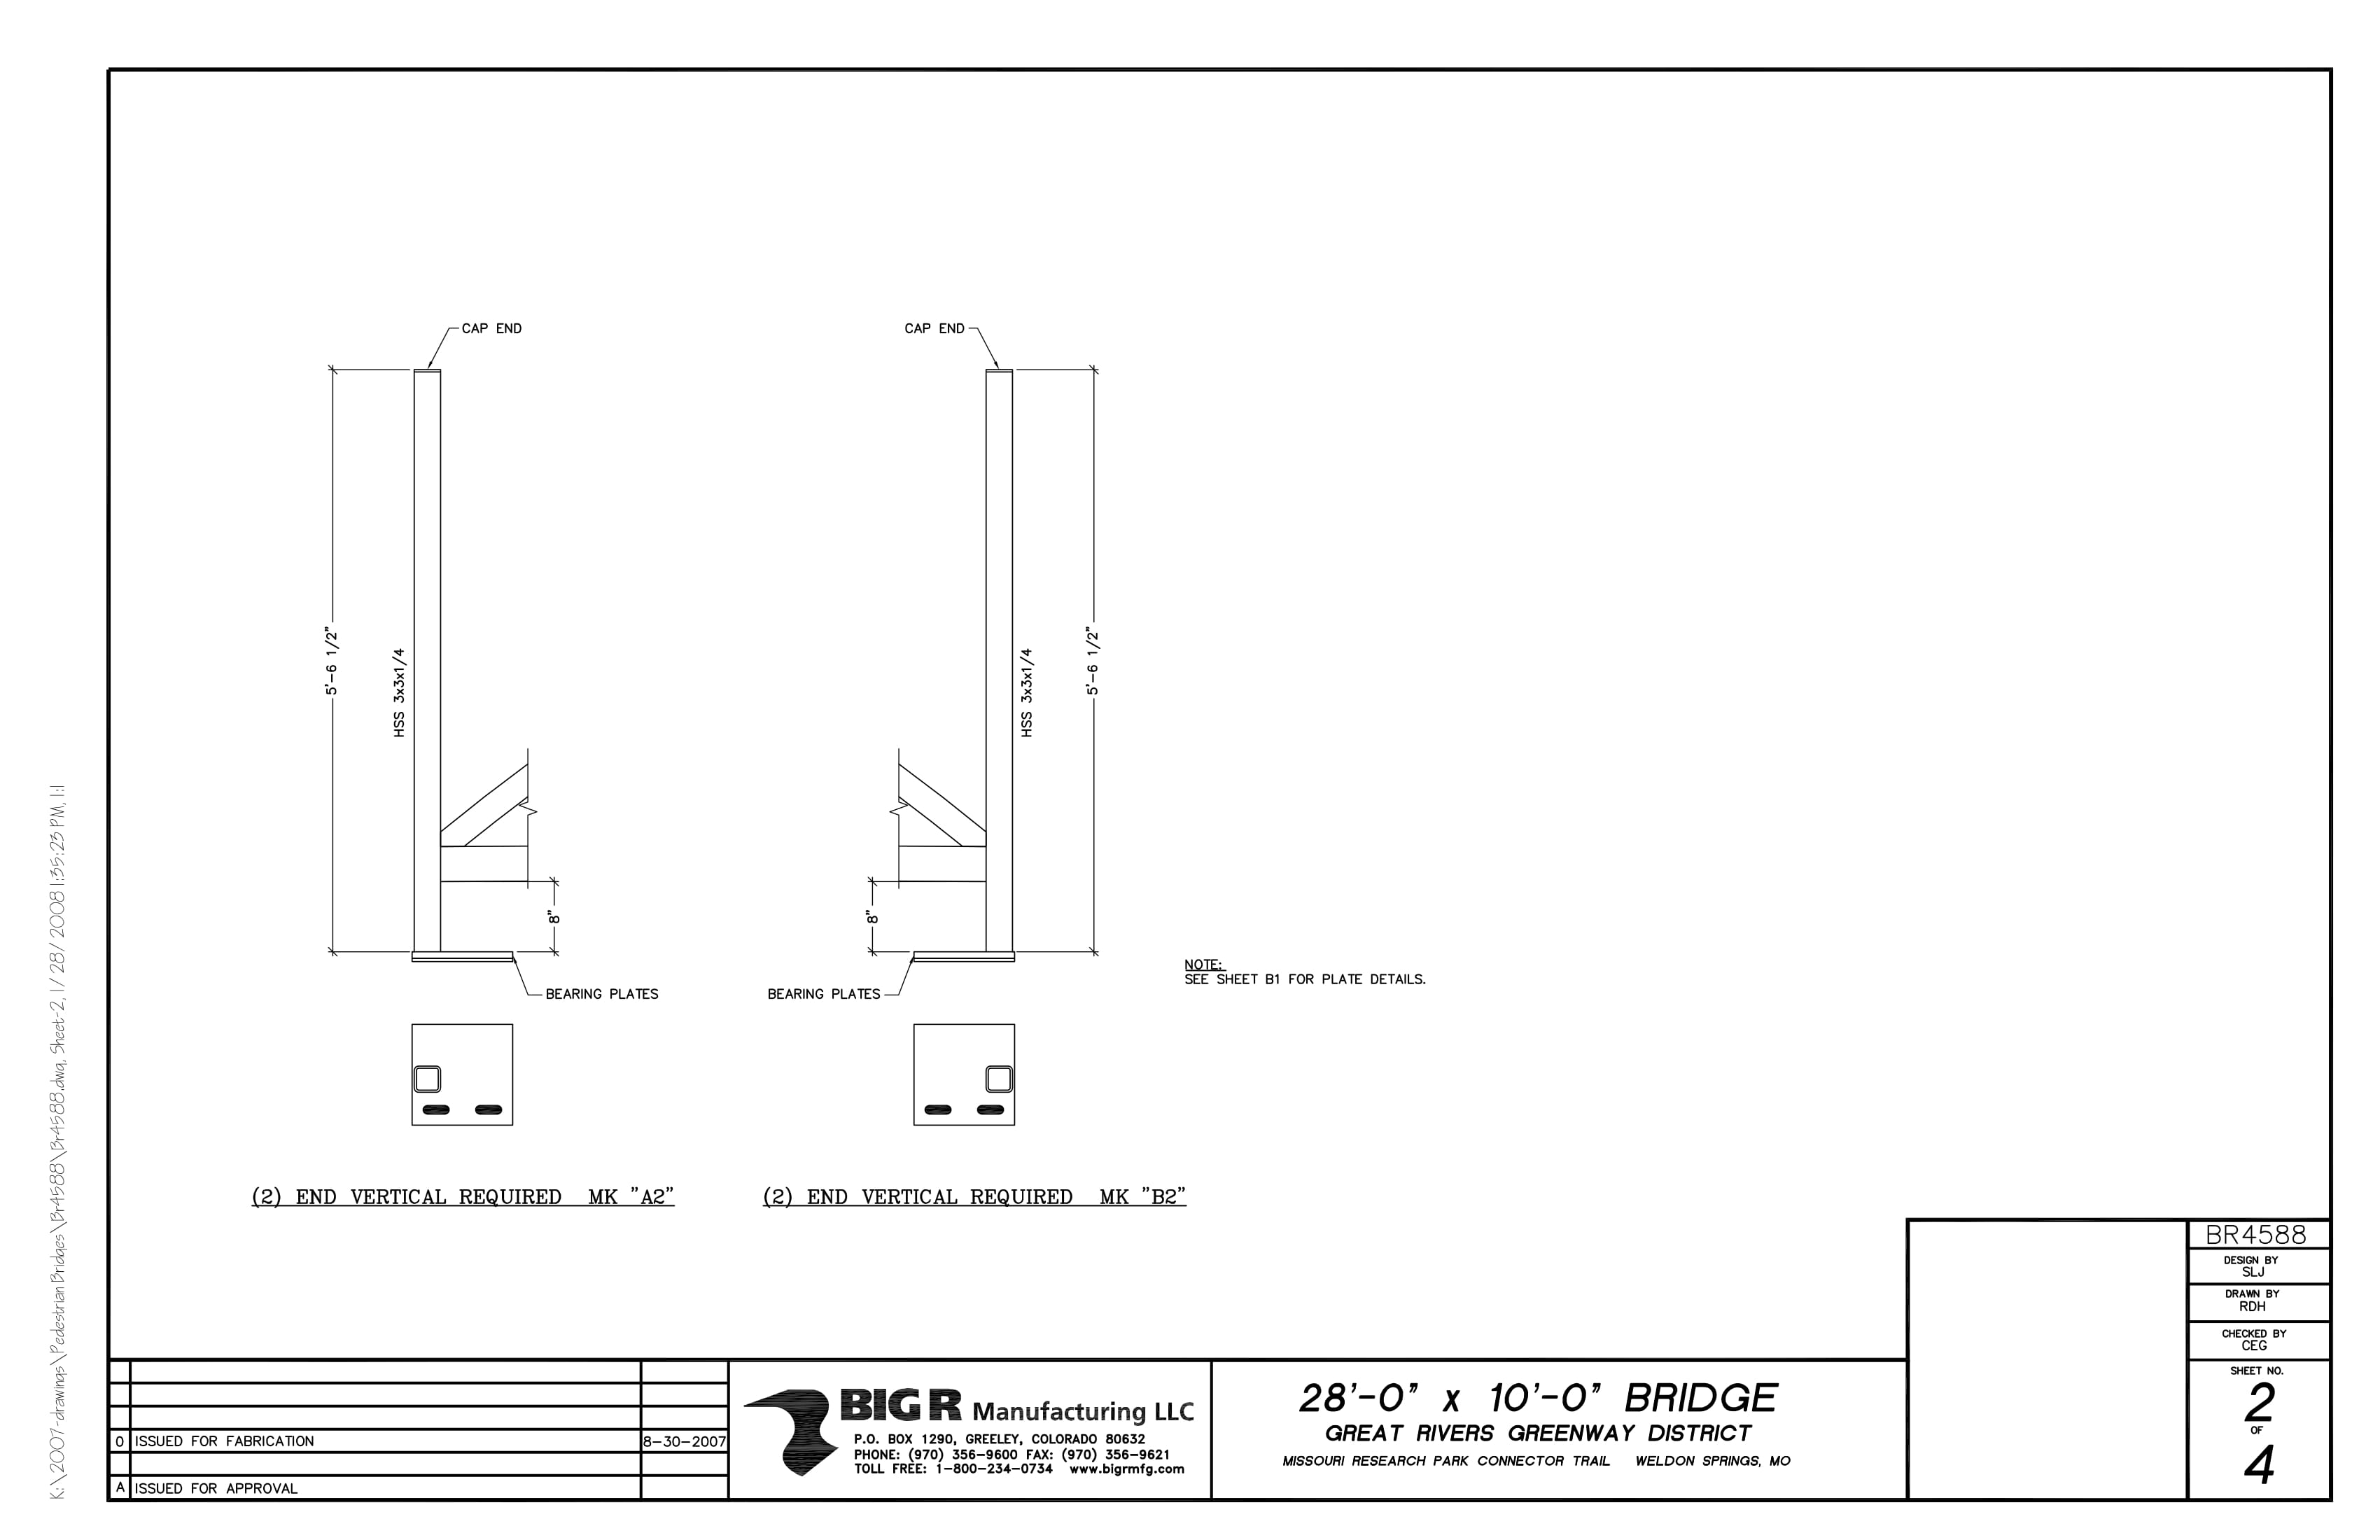 CAP END
CAP END
5'-6 1/2"
HSS 3x3x1/4
HSS 3x3x1/4
5'-6 1/2"
8"
8"
BEARING PLATES
BEARING PLATES
NOTE:
SEE SHEET B1 FOR PLATE DETAILS.
(2) END VERTICAL REQUIRED MK "A2"
(2) END VERTICAL REQUIRED MK "B2"
K:\2007-drawings\Pedestrian Bridges\Br4588\Br4588.dwg, Sheet-2, 1/28/2008 1:35:23 PM, 1:1
BR4588
DESIGN BY
SLJ
DRAWN BY
RDH
CHECKED BY
CEG
SHEET NO.
2
OF
4
0 ISSUED FOR FABRICATION 8-30-2007
A ISSUED FOR APPROVAL
BIG R Manufacturing LLC
P.O. BOX 1290, GREELEY, COLORADO 80632
PHONE: (970) 356-9600 FAX: (970) 356-9621
TOLL FREE: 1-800-234-0734 www.bigrmfg.com
28'-0" x 10'-0" BRIDGE
GREAT RIVERS GREENWAY DISTRICT
MISSOURI RESEARCH PARK CONNECTOR TRAIL WELDON SPRINGS, MO